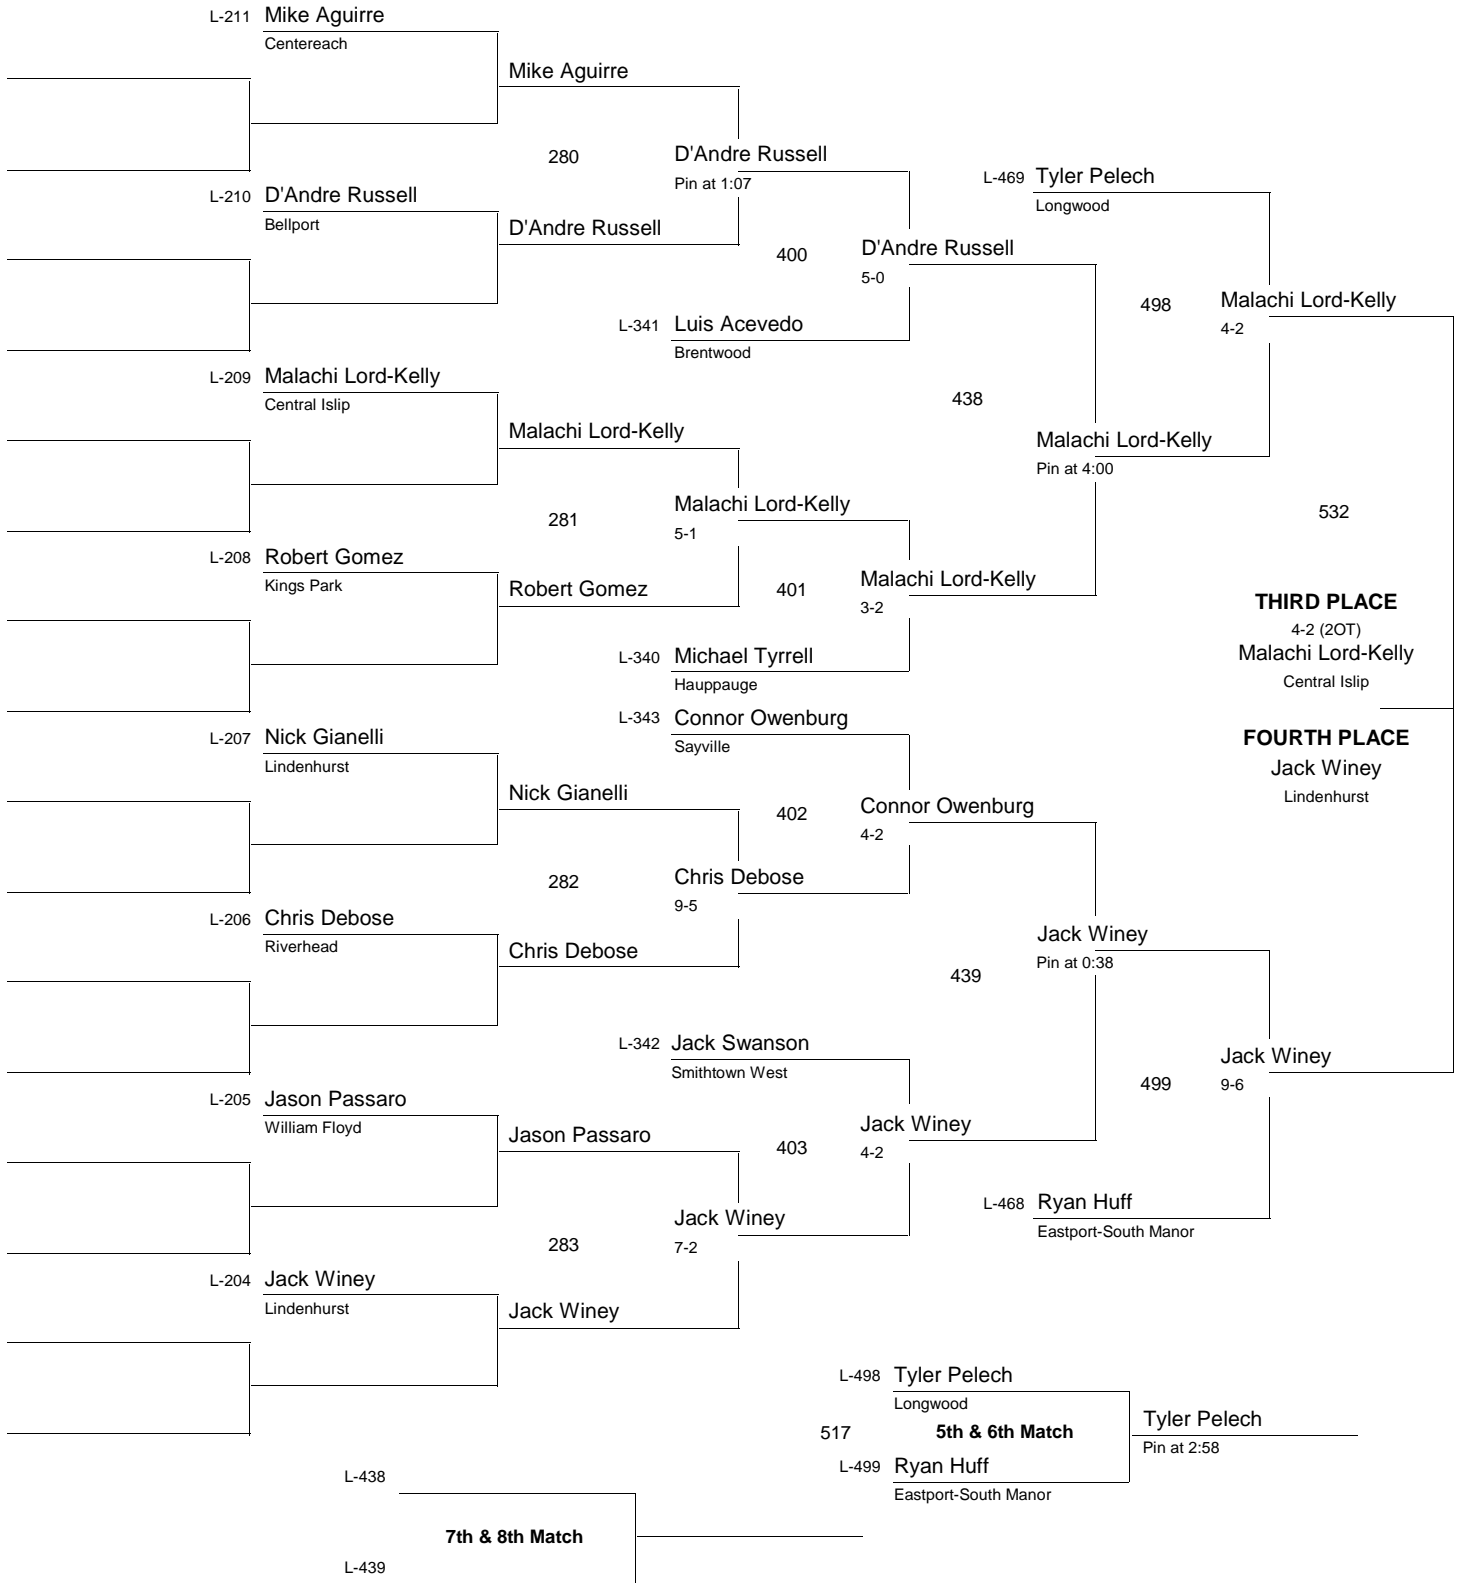 L-211 Mike Aguirre
Centereach
Mike Aguirre
280 D'Andre Russell
Pin at 1:07
L-469 Tyler Pelech
Longwood
L-210 D'Andre Russell
Bellport
D'Andre Russell
400 D'Andre Russell
5-0
498 Malachi Lord-Kelly
4-2
L-341 Luis Acevedo
Brentwood
L-209 Malachi Lord-Kelly
Central Islip
438
Malachi Lord-Kelly
Malachi Lord-Kelly
Pin at 4:00
281 Malachi Lord-Kelly
5-1
532
L-208 Robert Gomez
Kings Park
Robert Gomez
401 Malachi Lord-Kelly
3-2
THIRD PLACE
4-2 (2OT)
Malachi Lord-Kelly
Central Islip
L-340 Michael Tyrrell
Hauppauge
L-343 Connor Owenburg
Sayville
L-207 Nick Gianelli
Lindenhurst
FOURTH PLACE
Jack Winey
Lindenhurst
Nick Gianelli
402 Connor Owenburg
4-2
282 Chris Debose
9-5
L-206 Chris Debose
Riverhead
Chris Debose
Jack Winey
Pin at 0:38
439
L-342 Jack Swanson
Smithtown West
499 Jack Winey
9-6
L-205 Jason Passaro
William Floyd
Jason Passaro
403 Jack Winey
4-2
283 Jack Winey
7-2
L-468 Ryan Huff
Eastport-South Manor
L-204 Jack Winey
Lindenhurst
Jack Winey
L-498 Tyler Pelech
Longwood
517 5th & 6th Match
Tyler Pelech
Pin at 2:58
L-499 Ryan Huff
Eastport-South Manor
L-438
7th & 8th Match
L-439